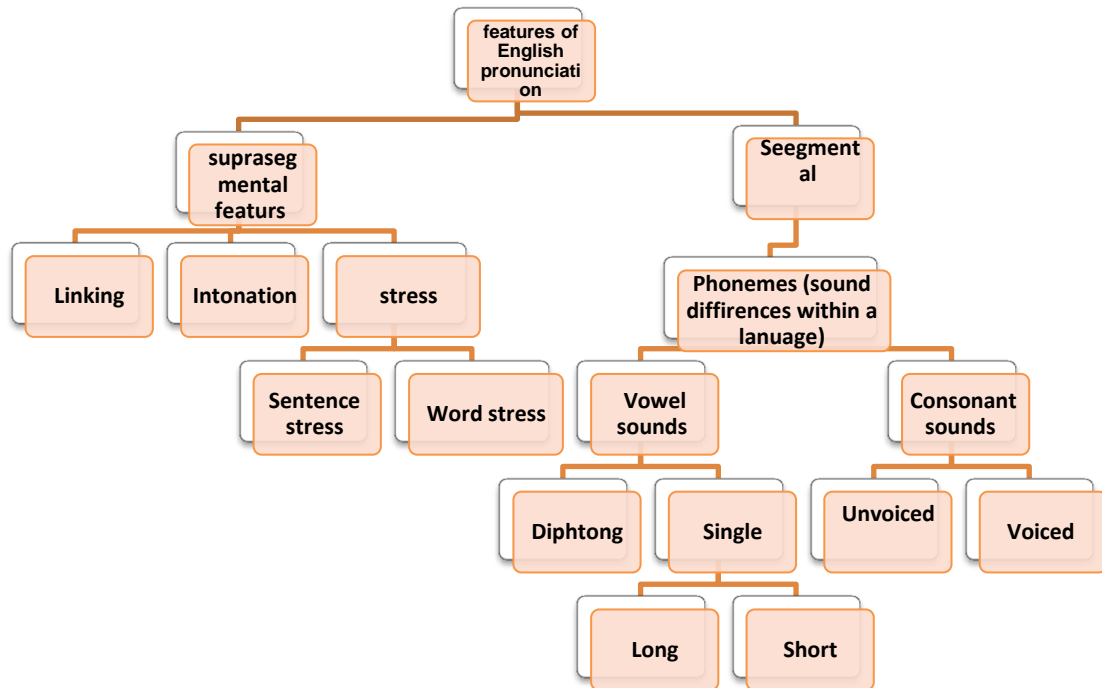 features of
English
pronunciati
on
supraseg
mental
featurs
Seegment
al
Linking
Intonation
stress
Phonemes (sound
diffirences within a
lanuage)
Sentence
stress
Word stress
Vowel
sounds
Consonant
sounds
Diphtong
Single
Unvoiced
Voiced
Long
Short